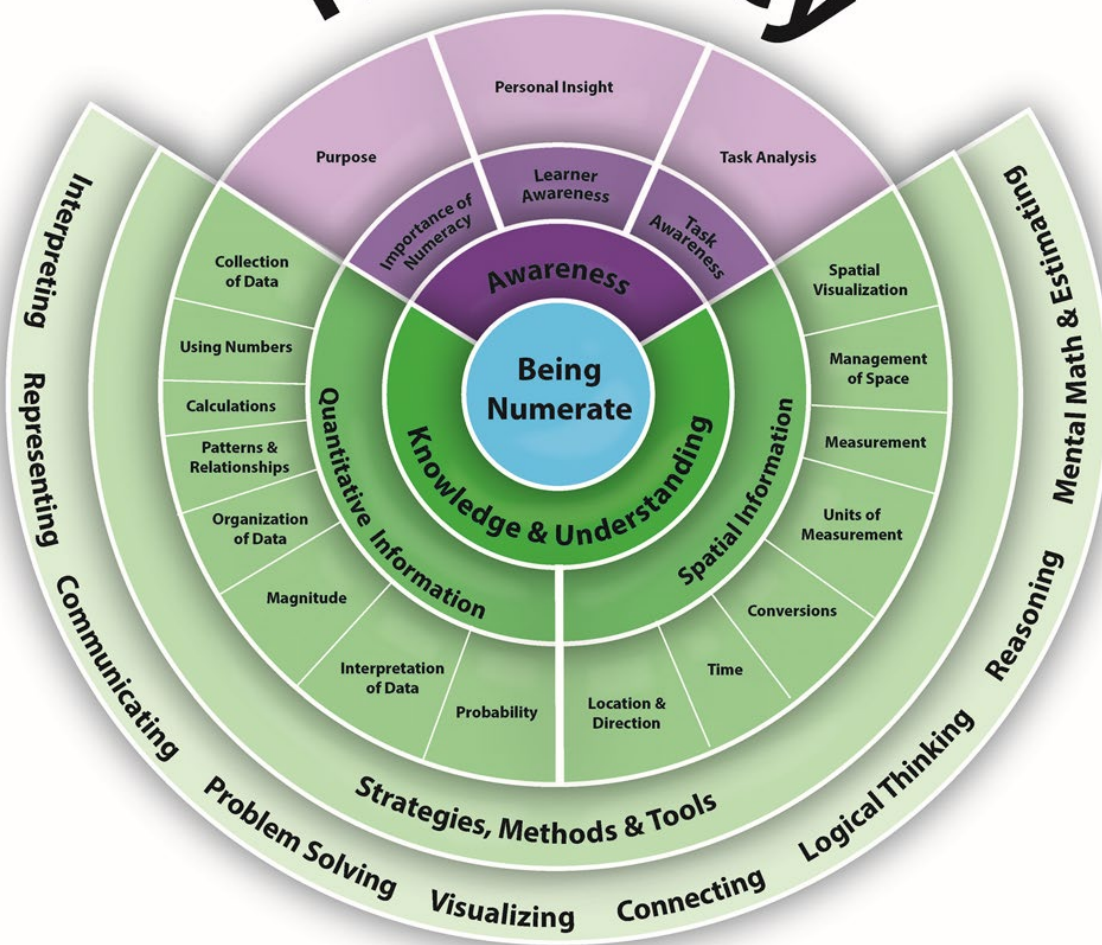 Personal Insight
Purpose
Task Analysis
Learner
Awareness
Importance of
Numeracy
Task
Awareness
Awareness
Being
Numerate
Knowledge & Understanding
Quantitative Information
Spatial Information
Collection
of Data
Using Numbers
Calculations
Patterns &
Relationships
Organization
of Data
Magnitude
Interpretation
of Data
Probability
Spatial
Visualization
Management
of Space
Measurement
Units of
Measurement
Conversions
Time
Location &
Direction
Strategies, Methods & Tools
Interpreting
Representing
Communicating
Problem Solving
Visualizing
Connecting
Logical Thinking
Reasoning
Mental Math & Estimating